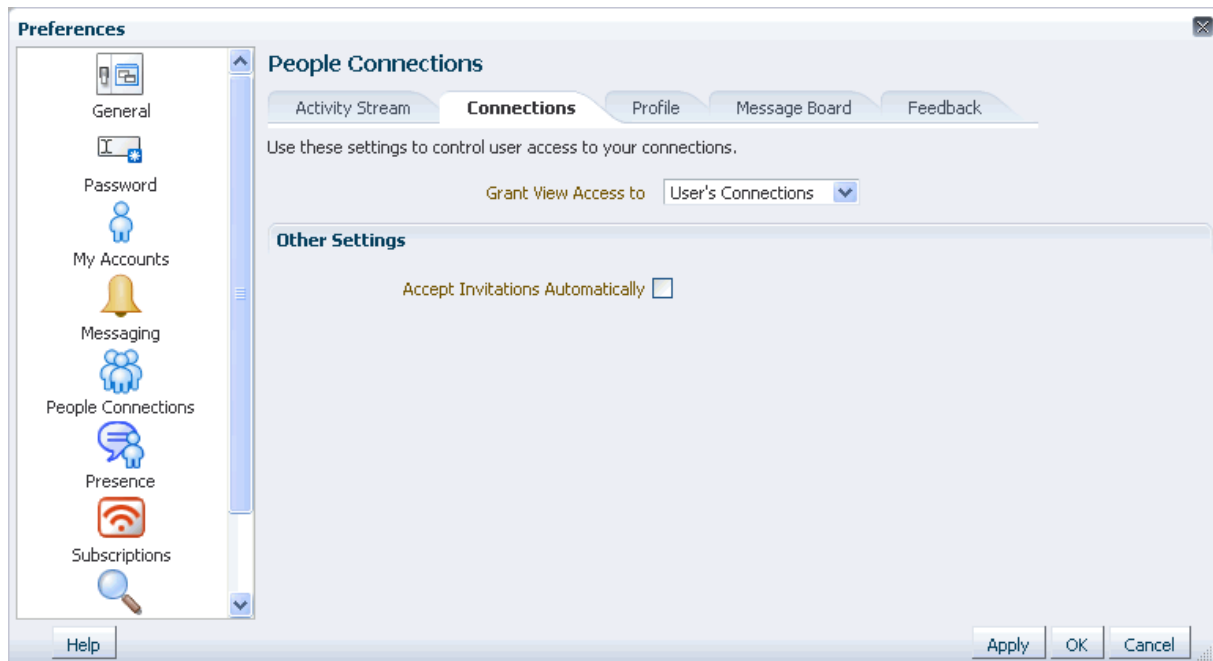 Preferences
General
Password
My Accounts
Messaging
People Connections
Presence
Subscriptions
People Connections
Activity Stream Connections Profile Message Board Feedback
Use these settings to control user access to your connections.
Grant View Access to User's Connections
Other Settings
Accept Invitations Automatically
Help Apply OK Cancel